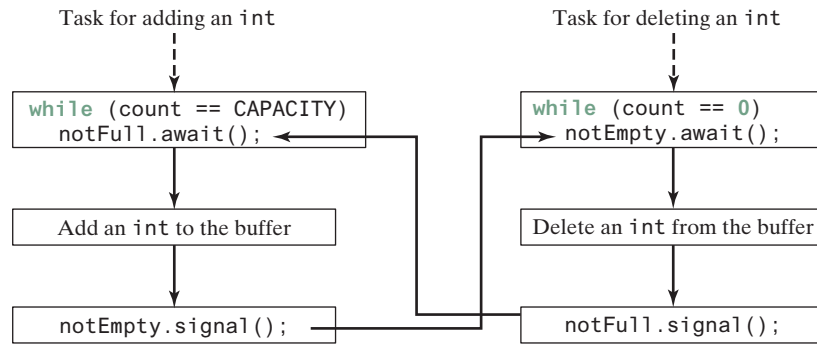 Task for adding an int
while (count == CAPACITY)
notFull.await();
Add an int to the buffer
notEmpty.signal();
Task for deleting an int
while (count == 0)
notEmpty.await();
Delete an int from the buffer
notFull.signal();